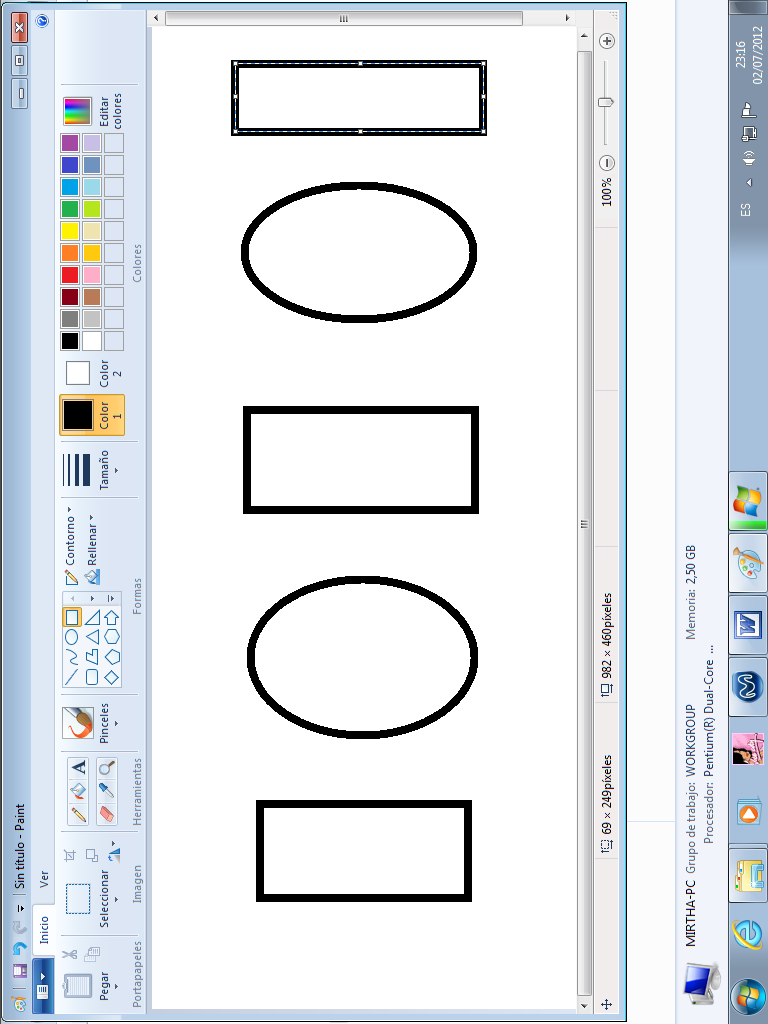 Sin título - Paint
Inicio
Ver
Pegar
Seleccionar
A
Pinceles
Contorno
Rellenar
Tamaño
Color
1
Color
2
Editar
colores
Portapapeles
Imagen
Herramientas
Formas
Colores
69 × 249píxeles
982 × 460píxeles
100%
MIRTHA-PC
Grupo de trabajo: WORKGROUP
Memoria: 2,50 GB
Procesador: Pentium(R) Dual-Core ...
ES
23:16
02/07/2012